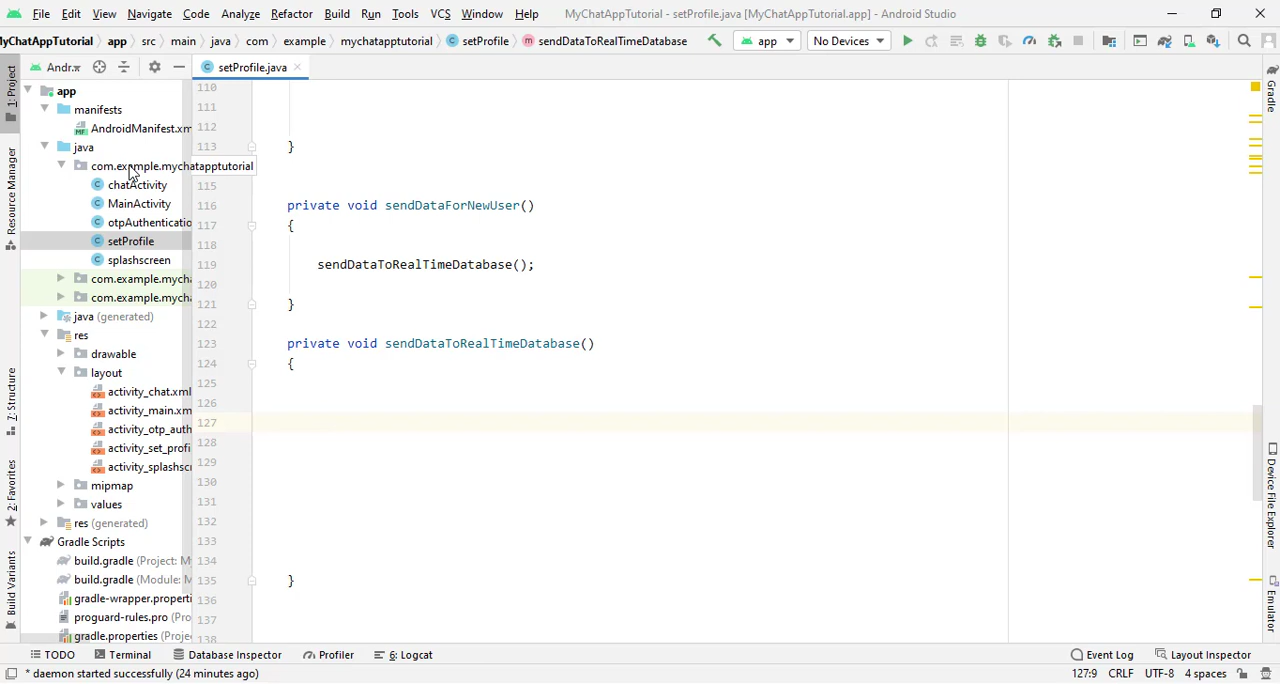 File Edit View Navigate Code Analyze Refactor Build Run Tools VCS Window Help MyChatAppTutorial - setProfile.java [MyChatAppTutorial.app] - Android Studio
MyChatAppTutorial app src main java com example mychatapptutorial setProfile sendDataToRealTimeDatabase app No Devices
1: Project
Andr
setProfile.java
Gradle
app
manifests
AndroidManifest.xm
java
com.example.mychatapptutorial
chatActivity
MainActivity
otpAuthenticatio
setProfile
splashscreen
com.example.mycha
com.example.mycha
java (generated)
res
drawable
layout
activity_chat.xml
activity_main.xm
activity_otp_auth
activity_set_profi
activity_splashscr
mipmap
values
res (generated)
Gradle Scripts
build.gradle (Project: M
build.gradle (Module: M
gradle-wrapper.properti
proguard-rules.pro (Pro
gradle.properties (Projec
Resource Manager
7: Structure
2: Favorites
Build Variants
110
111
112
113 }
115
116 private void sendDataForNewUser()
117 {
118
119 sendDataToRealTimeDatabase();
120
121 }
122
123 private void sendDataToRealTimeDatabase()
124 {
125
126
127
128
129
130
131
132
133
134
135 }
136
137
138
Device File Explorer
Emulator
TODO Terminal Database Inspector Profiler 6: Logcat Event Log Layout Inspector
* daemon started successfully (24 minutes ago) 127:9 CRLF UTF-8 4 spaces